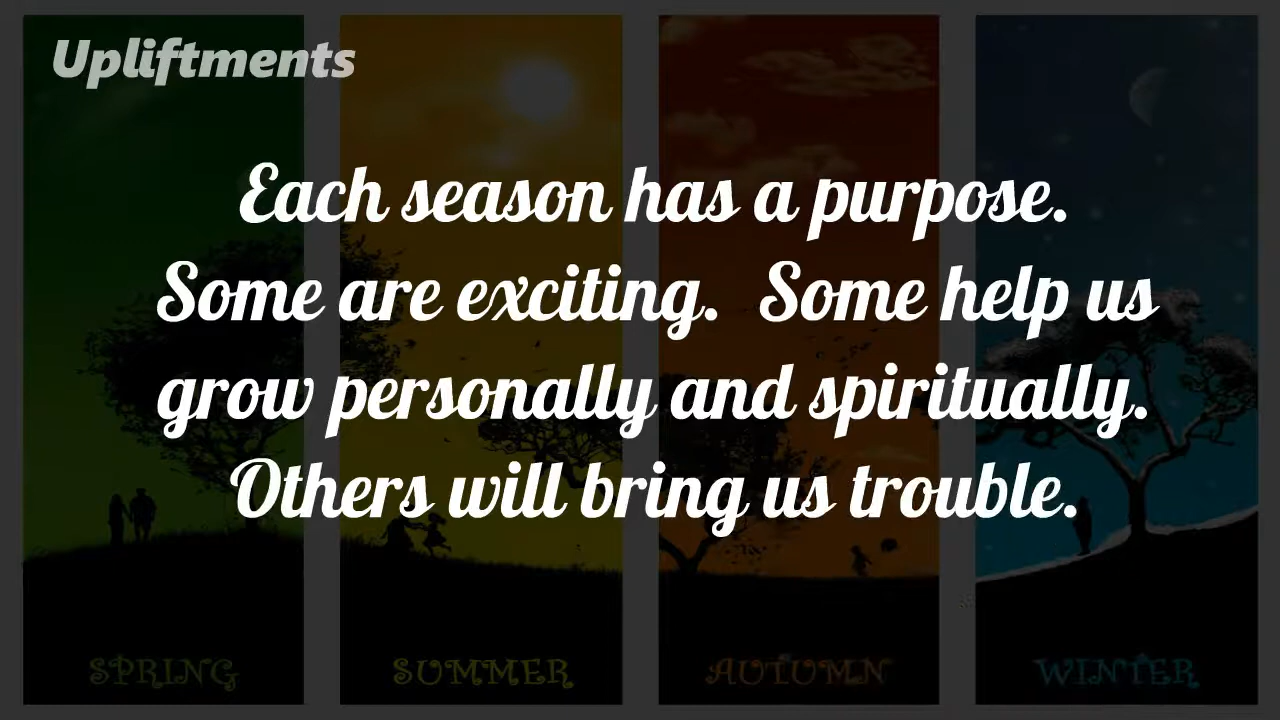 Upliftments
Each season has a purpose.
Some are exciting.  Some help us
grow personally and spiritually.
Others will bring us trouble.
SPRING
SUMMER
AUTUMN
WINTER